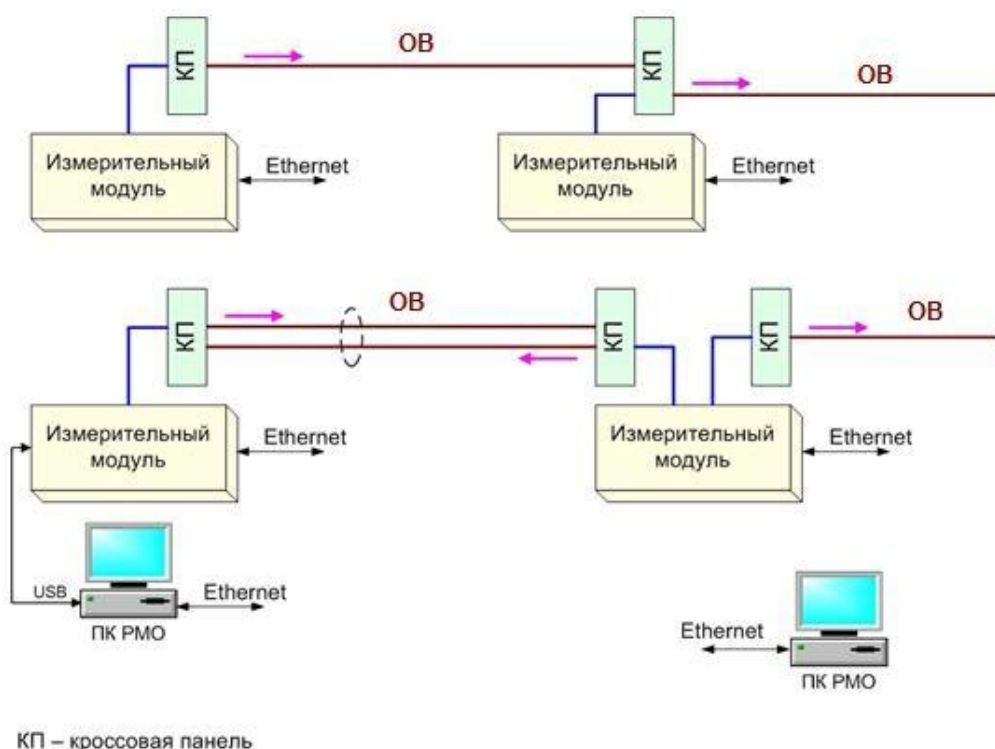 КП
ОВ
КП
ОВ
Измерительный
модуль
Ethernet
Измерительный
модуль
Ethernet
КП
ОВ
КП
КП
ОВ
Измерительный
модуль
Ethernet
Измерительный
модуль
Ethernet
USB
Ethernet
ПК РМО
Ethernet
ПК РМО
КП – кроссовая панель